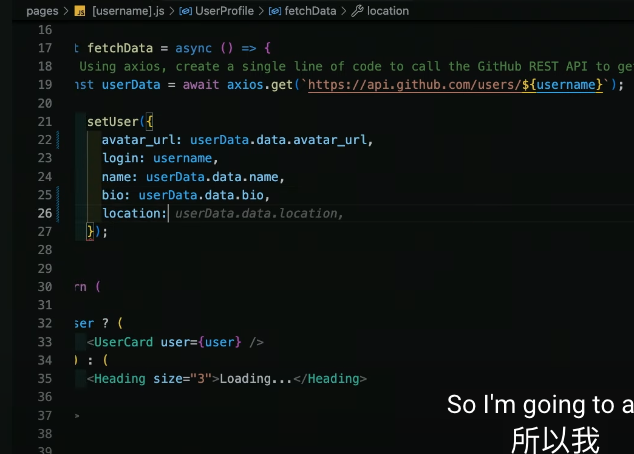 pages > JS [username].js > UserProfile > fetchData > location
16
17 t fetchData = async () => {
18 Using axios, create a single line of code to call the GitHub REST API to ge
19 nst userData = await axios.get(`https://api.github.com/users/${username}`);
20
21 setUser({
22 avatar_url: userData.data.avatar_url,
23 login: username,
24 name: userData.data.name,
25 bio: userData.data.bio,
26 location: userData.data.location,
27 });
28
29
30 rn (
31
32 ser ? (
33 <UserCard user={user} />
34 ) : (
35 <Heading size="3">Loading...</Heading>
36
37 >
38
39
So I'm going to a
所以我